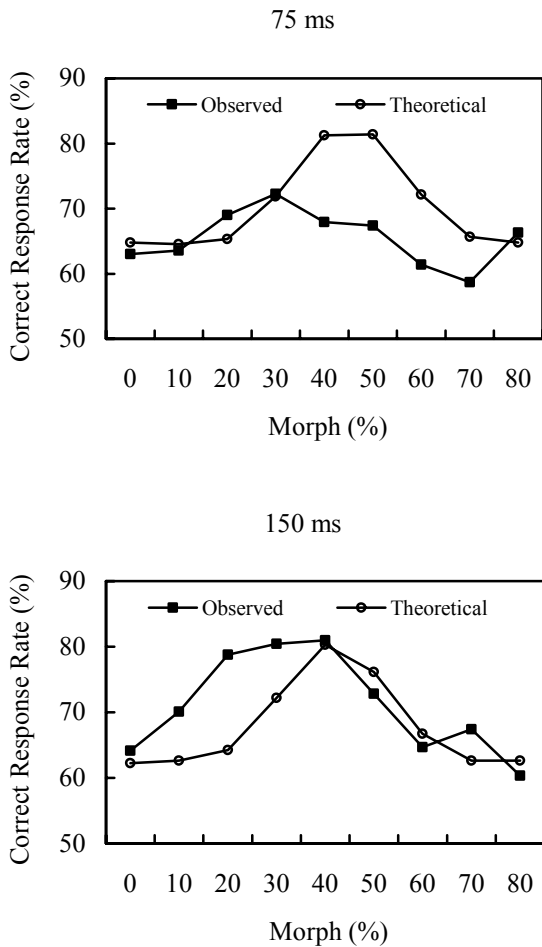 75 ms
Correct Response Rate (%)
90
80
70
60
50
Observed
Theoretical
0 10 20 30 40 50 60 70 80
Morph (%)
150 ms
Correct Response Rate (%)
90
80
70
60
50
Observed
Theoretical
0 10 20 30 40 50 60 70 80
Morph (%)